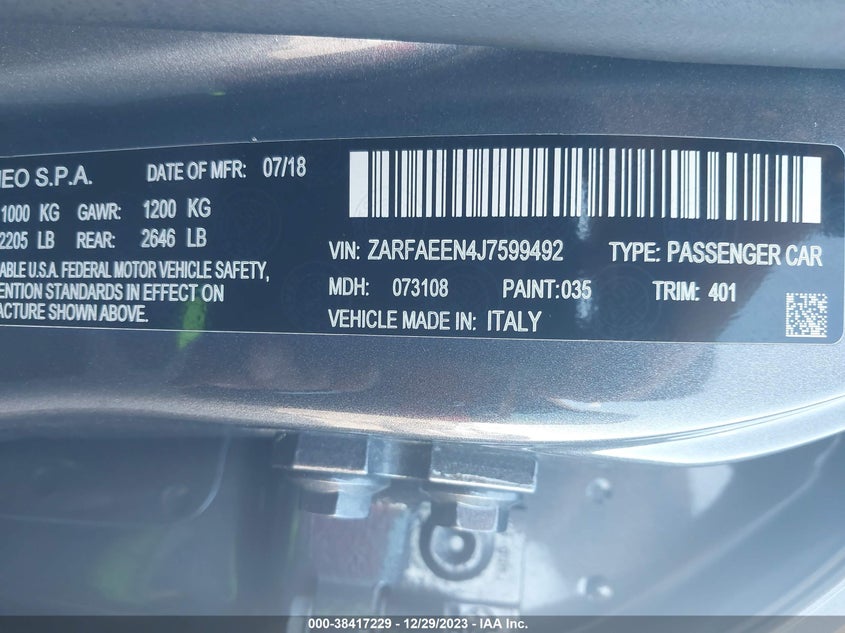 MEO S.P.A. DATE OF MFR: 07/18
1000 KG GAWR: 1200 KG
2205 LB REAR: 2646 LB
ABLE U.S.A. FEDERAL MOTOR VEHICLE SAFETY,
ENTION STANDARDS IN EFFECT ON
FACTURE SHOWN ABOVE.
VIN: ZARFAEEN4J7599492 TYPE: PASSENGER CAR
MDH: 073108 PAINT:035 TRIM: 401
VEHICLE MADE IN: ITALY
000-38417229 - 12/29/2023 - IAA Inc.